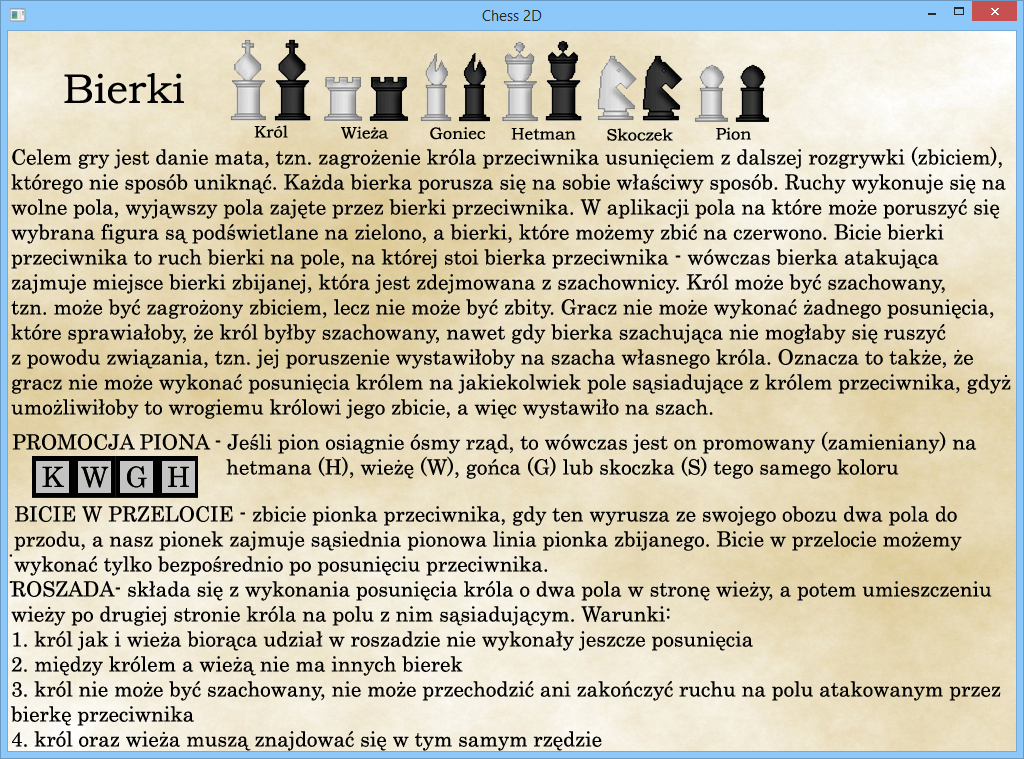 Chess 2D
Bierki
Król Wieża Goniec Hetman Skoczek Pion
Celem gry jest danie mata, tzn. zagrożenie króla przeciwnika usunięciem z dalszej rozgrywki (zbiciem),
którego nie sposób uniknąć. Każda bierka porusza się na sobie właściwy sposób. Ruchy wykonuje się na
wolne pola, wyjąwszy pola zajęte przez bierki przeciwnika. W aplikacji pola na które może poruszyć się
wybrana figura są podświetlane na zielono, a bierki, które możemy zbić na czerwono. Bicie bierki
przeciwnika to ruch bierki na pole, na której stoi bierka przeciwnika - wówczas bierka atakująca
zajmuje miejsce bierki zbijanej, która jest zdejmowana z szachownicy. Król może być szachowany,
tzn. może być zagrożony zbiciem, lecz nie może być zbity. Gracz nie może wykonać żadnego posunięcia,
które sprawiałoby, że król byłby szachowany, nawet gdy bierka szachująca nie mogłaby się ruszyć
z powodu związania, tzn. jej poruszenie wystawiłoby na szacha własnego króla. Oznacza to także, że
gracz nie może wykonać posunięcia królem na jakiekolwiek pole sąsiadujące z królem przeciwnika, gdyż
umożliwiłoby to wrogiemu królowi jego zbicie, a więc wystawiło na szach.
PROMOCJA PIONA - Jeśli pion osiągnie ósmy rząd, to wówczas jest on promowany (zamieniany) na
hetmana (H), wieżę (W), gońca (G) lub skoczka (S) tego samego koloru
K W G H
BICIE W PRZELOCIE - zbicie pionka przeciwnika, gdy ten wyrusza ze swojego obozu dwa pola do
przodu, a nasz pionek zajmuje sąsiednia pionowa linia pionka zbijanego. Bicie w przelocie możemy
wykonać tylko bezpośrednio po posunięciu przeciwnika.
ROSZADA- składa się z wykonania posunięcia króla o dwa pola w stronę wieży, a potem umieszczeniu
wieży po drugiej stronie króla na polu z nim sąsiadującym. Warunki:
1. król jak i wieża biorąca udział w roszadzie nie wykonały jeszcze posunięcia
2. między królem a wieżą nie ma innych bierek
3. król nie może być szachowany, nie może przechodzić ani zakończyć ruchu na polu atakowanym przez
bierkę przeciwnika
4. król oraz wieża muszą znajdować się w tym samym rzędzie